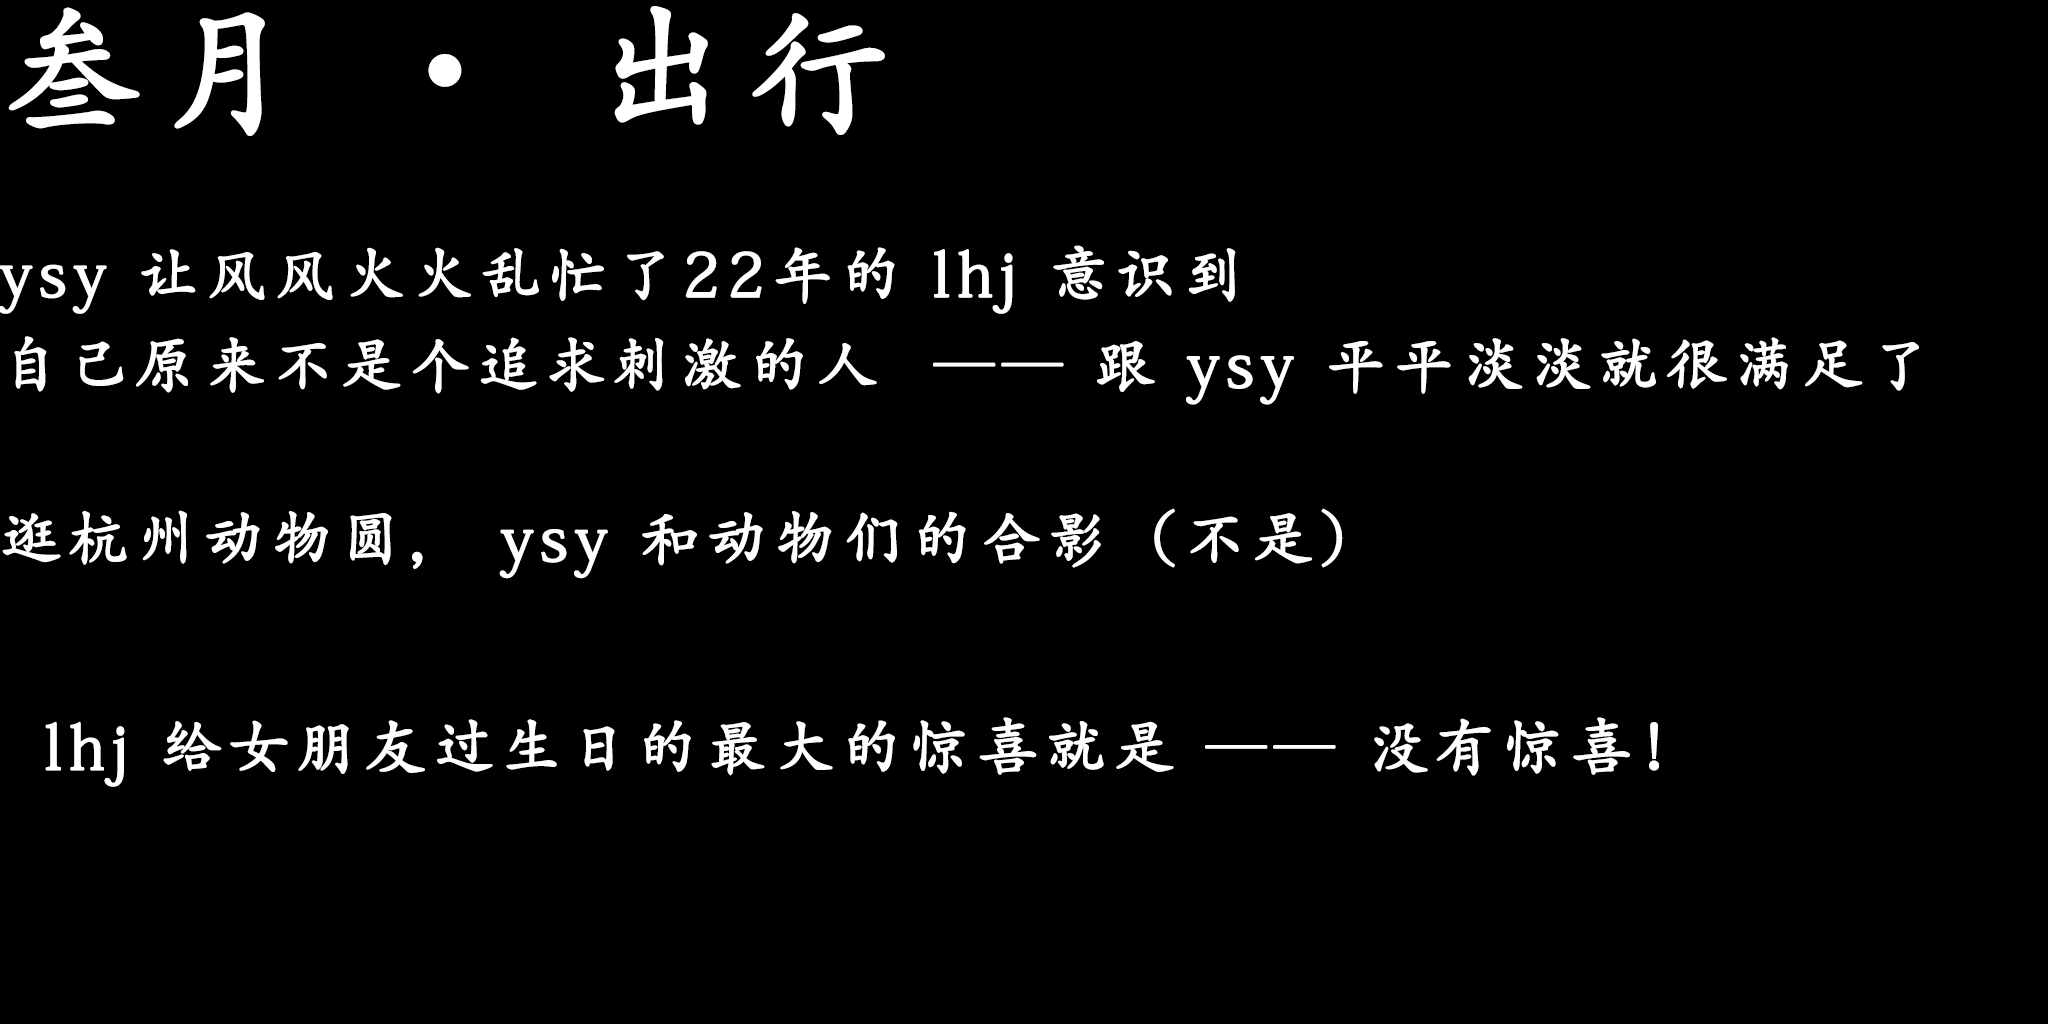 叁月 · 出行
ysy 让风风火火乱忙了22年的 lhj 意识到
自己原来不是个追求刺激的人 —— 跟 ysy 平平淡淡就很满足了
逛杭州动物圆， ysy 和动物们的合影（不是）
lhj 给女朋友过生日的最大的惊喜就是 —— 没有惊喜！